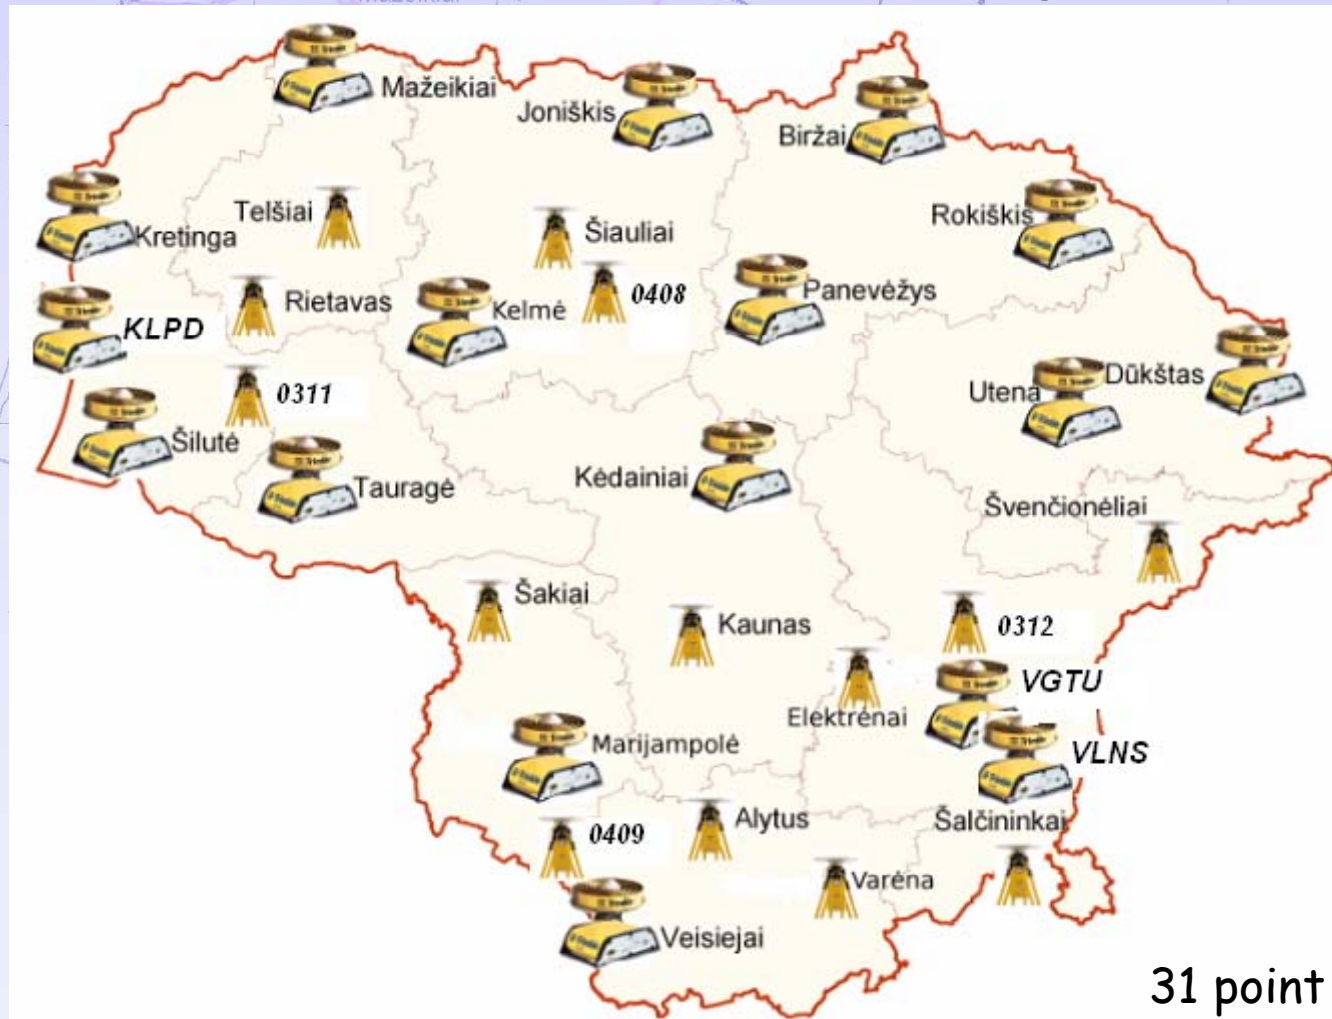 Mažeikiai
Joniškis
Biržai
Telšiai
Šiauliai
Rokiškis
Kretinga
Rietavas
Kelmė
0408
Panevėžys
KLPD
0311
Utena
Dūkštas
Šilutė
Tauragė
Kėdainiai
Švenčionėliai
Šakiai
Kaunas
0312
VGTU
Elektrėnai
Marijampolė
VLNS
0409
Alytus
Šalčininkai
Varėna
Veisiejai
31 point